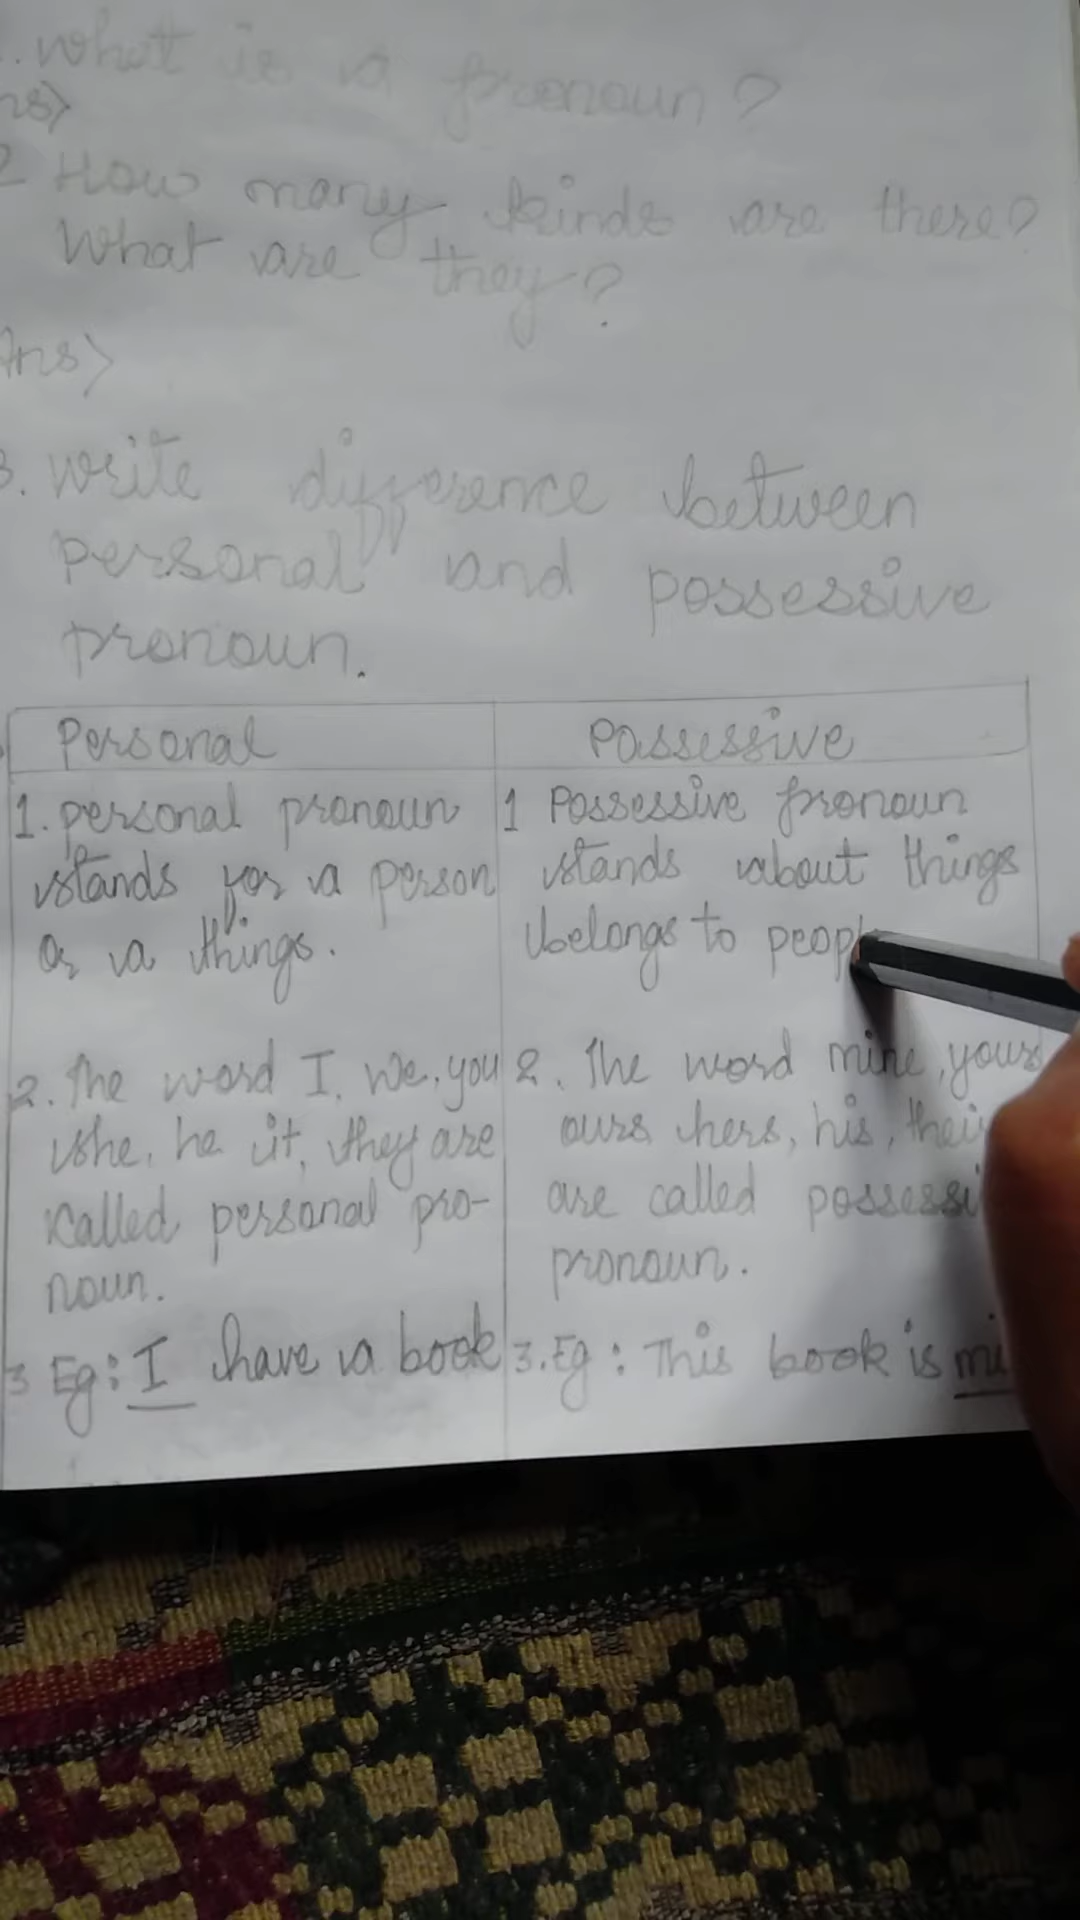 . What is a pronoun?
ns>
2 How many kinds are there?
What are they?
Ans>
3. Write difference between
personal and possessive
pronoun.
Personal
1. personal pronoun
stands for a person
or a things.
2. The word I, We, you
she, he it, they are
called personal pro-
noun.
3 Eg: I have a book
Possessive
1 Possessive pronoun
stands about things
belongs to
2. The word mine, yours
ours hers, his,
are called
pronoun.
3. Eg: This book is